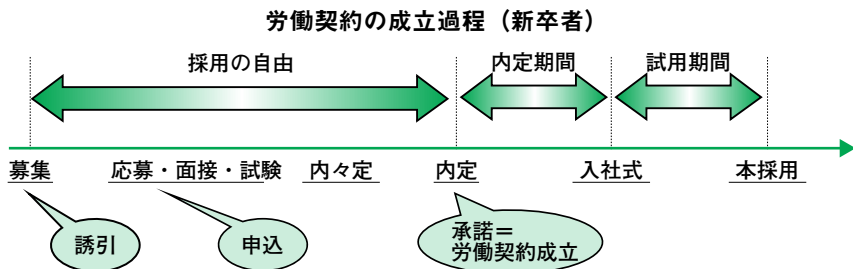 労働契約の成立過程（新卒者）
採用の自由
内定期間
試用期間
募集
応募・面接・試験
内々定
内定
入社式
本採用
誘引
申込
承諾＝
労働契約成立